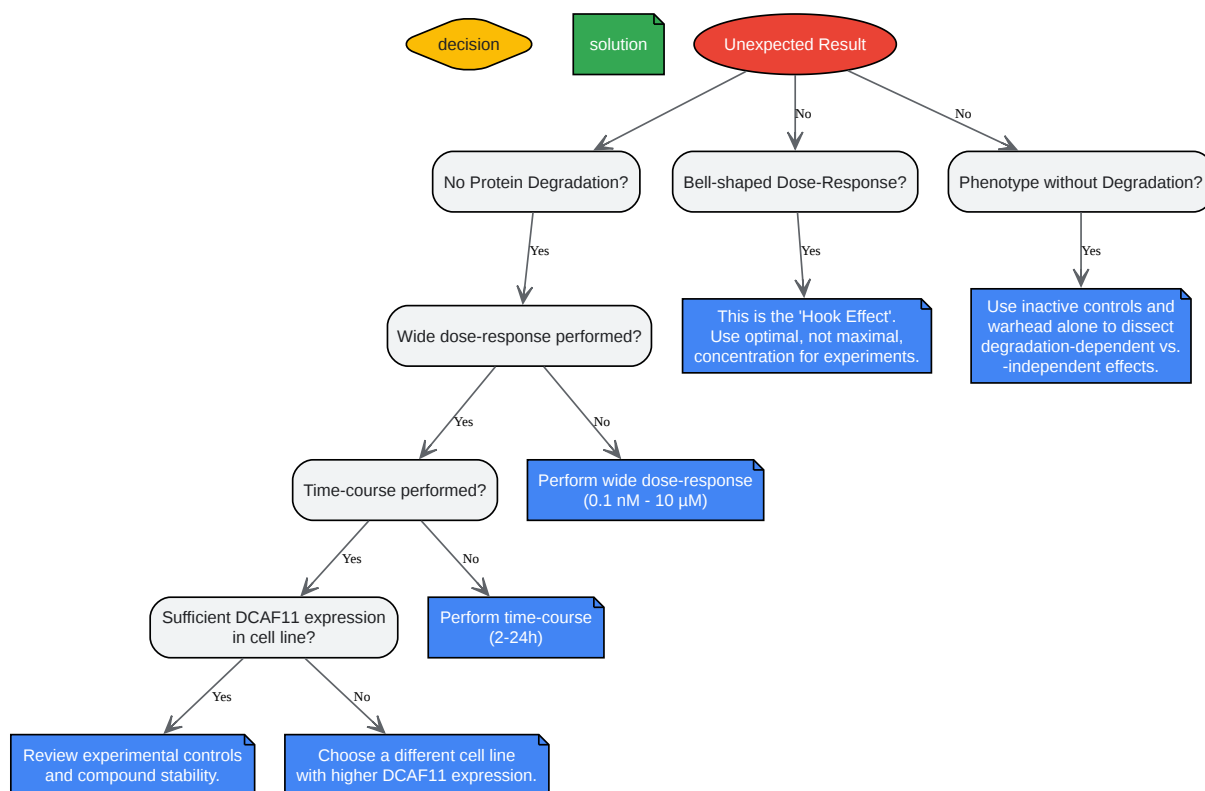 decision
solution
Unexpected Result
No
No
No Protein Degradation?
Bell-shaped Dose-Response?
Phenotype without Degradation?
Yes
Yes
Yes
Wide dose-response performed?
This is the 'Hook Effect'.
Use optimal, not maximal,
concentration for experiments.
Use inactive controls and
warhead alone to dissect
degradation-dependent vs.
-independent effects.
Yes
No
Time-course performed?
Perform wide dose-response
(0.1 nM - 10 µM)
Yes
No
Sufficient DCAF11 expression
in cell line?
Perform time-course
(2-24h)
Yes
No
Review experimental controls
and compound stability.
Choose a different cell line
with higher DCAF11 expression.